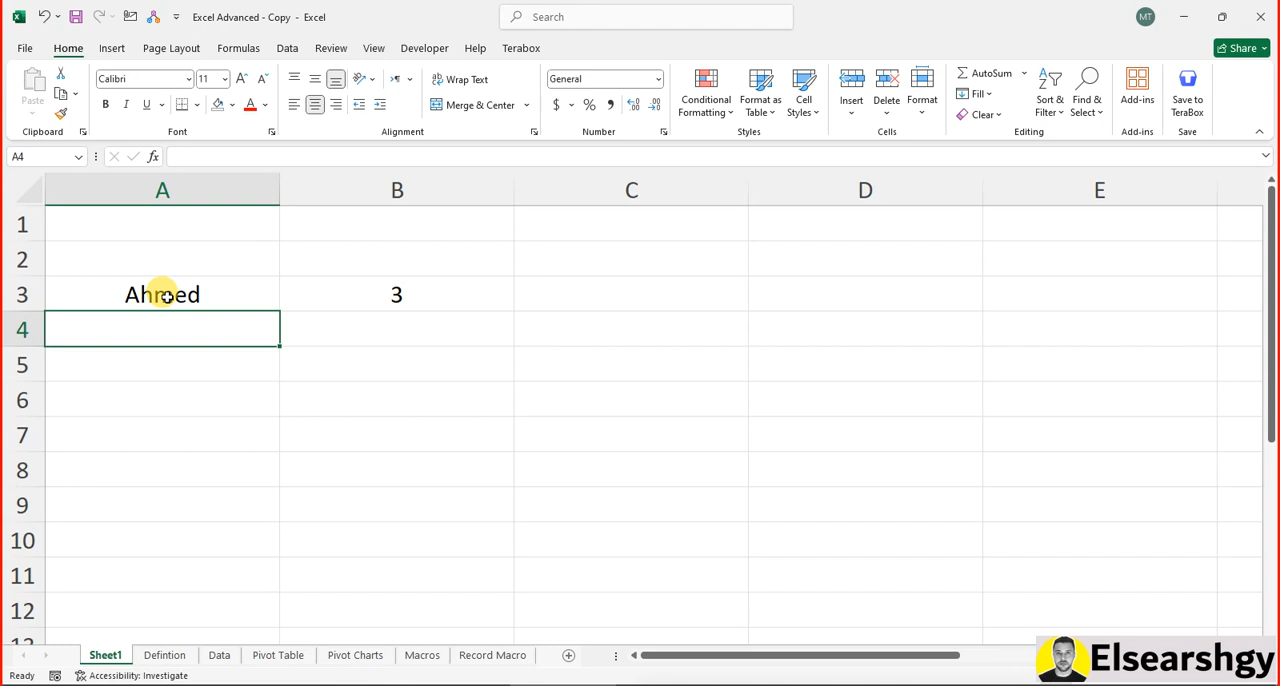 Excel Advanced - Copy - Excel
Search
MT
File Home Insert Page Layout Formulas Data Review View Developer Help Terabox
Share
Paste
Clipboard
Calibri 11
B I U A
Font
Wrap Text
Merge & Center
Alignment
General
$ % ,
Number
Conditional Formatting
Format as Table
Cell Styles
Styles
Insert
Delete
Format
Cells
AutoSum
Fill
Clear
Sort & Filter
Find & Select
Editing
Add-ins
Add-ins
Save to TeraBox
Save
A4
fx
A B C D E
1
2
3 Ahmed 3
4
5
6
7
8
9
10
11
12
Sheet1 Defintion Data Pivot Table Pivot Charts Macros Record Macro
Ready Accessibility: Investigate
Elsearshgy